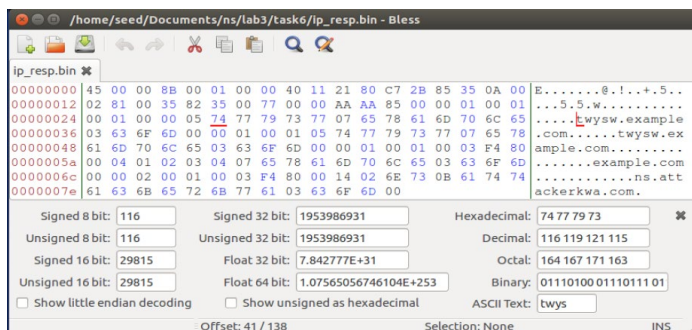 /home/seed/Documents/ns/lab3/task6/ip_resp.bin - Bless
ip_resp.bin
00000000 45 00 00 8B 00 01 00 00 40 11 21 80 C7 2B 85 35 0A 00 E.......@.!..+.5..
00000012 02 81 00 35 82 35 00 77 00 00 AA AA 85 00 00 01 00 01 ...5.5.w..........
00000024 00 01 00 00 05 74 77 79 73 77 07 65 78 61 6D 70 6C 65 .....twysw.example
00000036 03 63 6F 6D 00 00 01 00 01 05 74 77 79 73 77 07 65 78 .com......twysw.ex
00000048 61 6D 70 6C 65 03 63 6F 6D 00 00 01 00 01 00 03 F4 80 ample.com.........
0000005a 00 04 01 02 03 04 07 65 78 61 6D 70 6C 65 03 63 6F 6D .......example.com
0000006c 00 00 02 00 01 00 03 F4 80 00 14 02 6E 73 0B 61 74 74 ............ns.att
0000007e 61 63 6B 65 72 6B 77 61 03 63 6F 6D 00 ackerkwa.com.
Signed 8 bit: 116 Signed 32 bit: 1953986931 Hexadecimal: 74 77 79 73
Unsigned 8 bit: 116 Unsigned 32 bit: 1953986931 Decimal: 116 119 121 115
Signed 16 bit: 29815 Float 32 bit: 7.842777E+31 Octal: 164 167 171 163
Unsigned 16 bit: 29815 Float 64 bit: 1.07565056746104E+253 Binary: 01110100 01110111 01
Show little endian decoding Show unsigned as hexadecimal ASCII Text: twys
Offset: 41 / 138 Selection: None INS